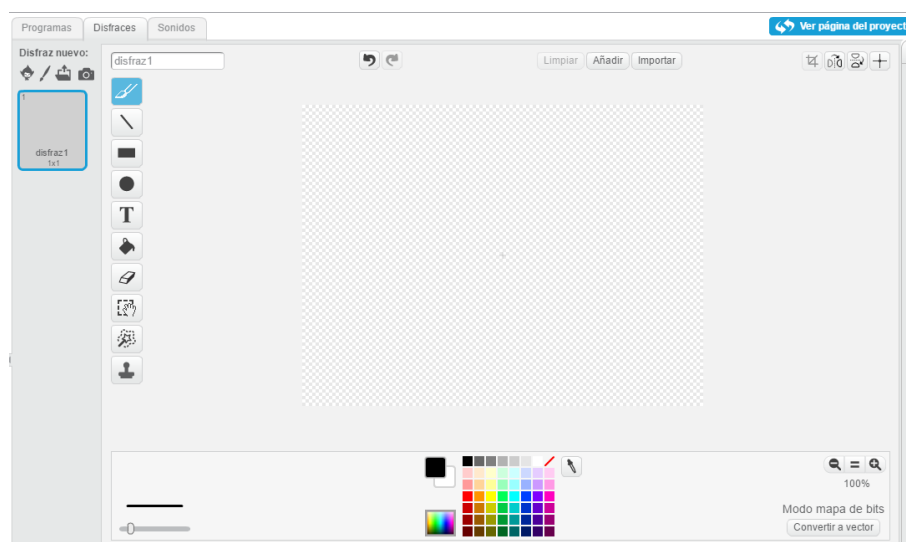 Programas Disfraces Sonidos Ver página del proyect
Disfraz nuevo:
disfraz1 Limpiar Añadir Importar
1
disfraz1
1x1
T
100%
Modo mapa de bits
Convertir a vector